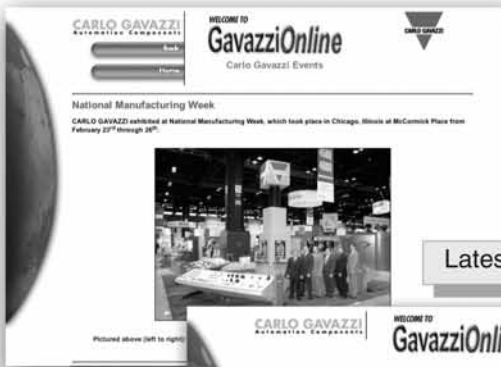 CARLO GAVAZZI
Automation Components
Back
Home
WELCOME TO
GavazziOnline
Carlo Gavazzi Events
CARLO GAVAZZI
National Manufacturing Week
CARLO GAVAZZI exhibited at National Manufacturing Week, which took place in Chicago, Illinois at McCormick Place from
February 23rd through 26th.
Lates
Pictured above (left to right)
CARLO GAVAZZI
Automation Components
WELCOME TO
GavazziOnli